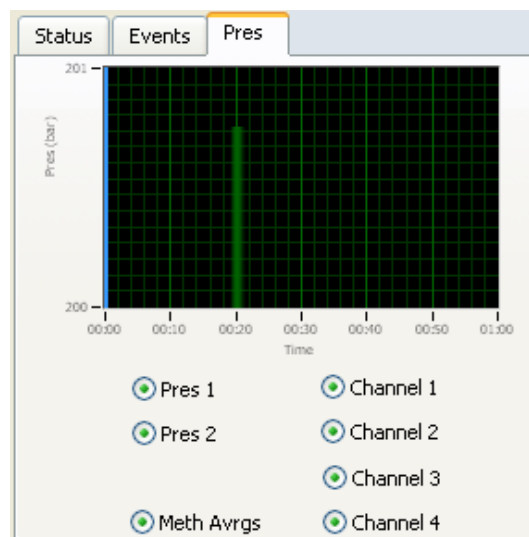 Status Events Pres
201
Pres (bar)
200
00:00 00:10 00:20 00:30 00:40 00:50 01:00
Time
Pres 1 Channel 1
Pres 2 Channel 2
Channel 3
Meth Avrgs Channel 4